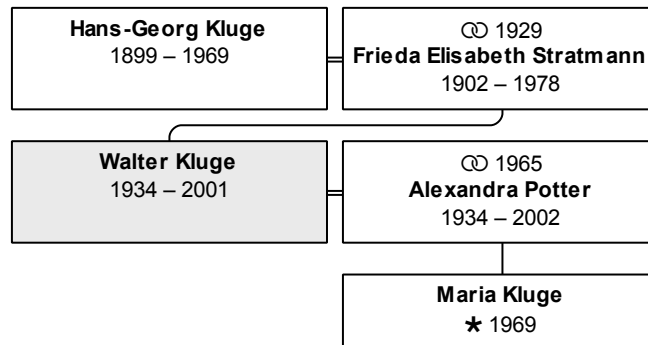 Hans-Georg Kluge
1899 – 1969
⚭ 1929
Frieda Elisabeth Stratmann
1902 – 1978
Walter Kluge
1934 – 2001
⚭ 1965
Alexandra Potter
1934 – 2002
Maria Kluge
★ 1969